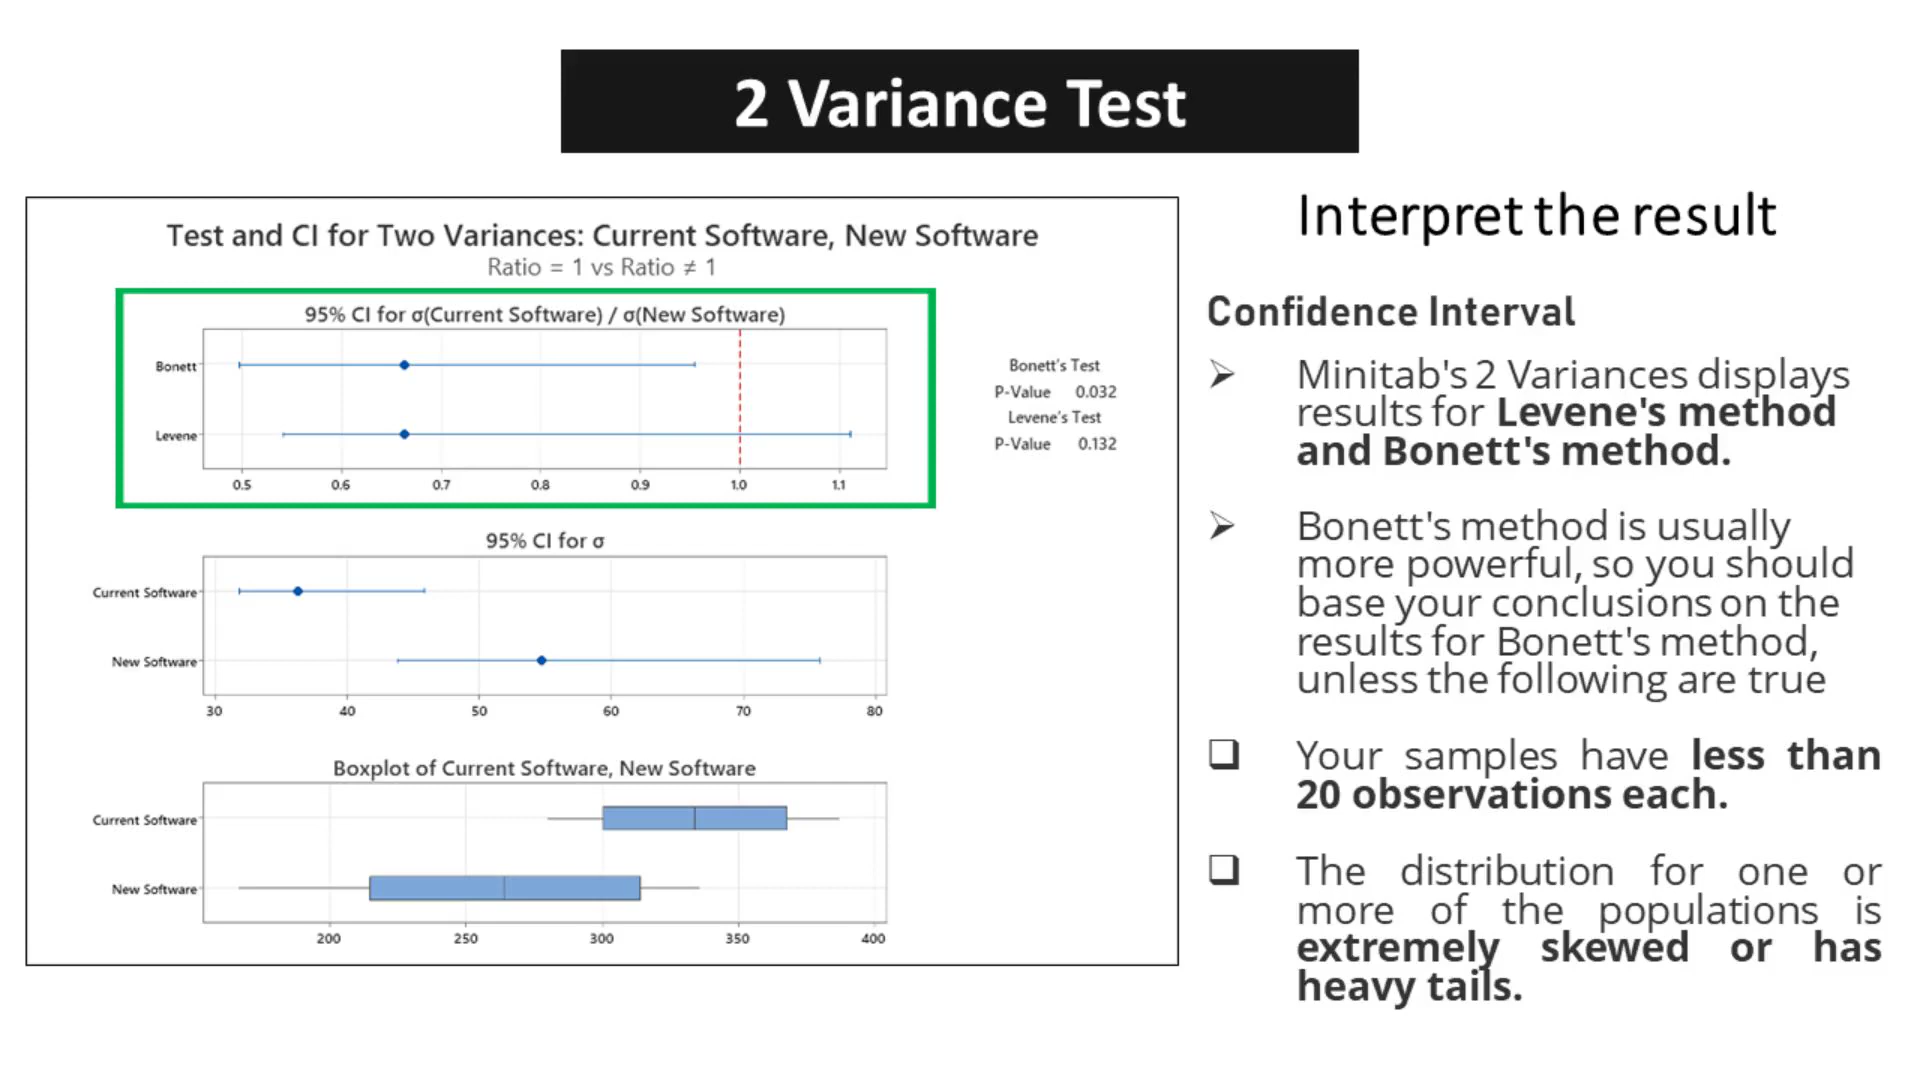 2 Variance Test
Test and CI for Two Variances: Current Software, New Software
Ratio = 1 vs Ratio ≠ 1
95% CI for σ(Current Software) / σ(New Software)
Bonett
Levene
0.5 0.6 0.7 0.8 0.9 1.0 1.1
Bonett's Test
P-Value 0.032
Levene's Test
P-Value 0.132
95% CI for σ
Current Software
New Software
30 40 50 60 70 80
Boxplot of Current Software, New Software
Current Software
New Software
200 250 300 350 400
Interpret the result
Confidence Interval
Minitab's 2 Variances displays
results for Levene's method
and Bonett's method.
Bonett's method is usually
more powerful, so you should
base your conclusions on the
results for Bonett's method,
unless the following are true
Your samples have less than
20 observations each.
The distribution for one or
more of the populations is
extremely skewed or has
heavy tails.